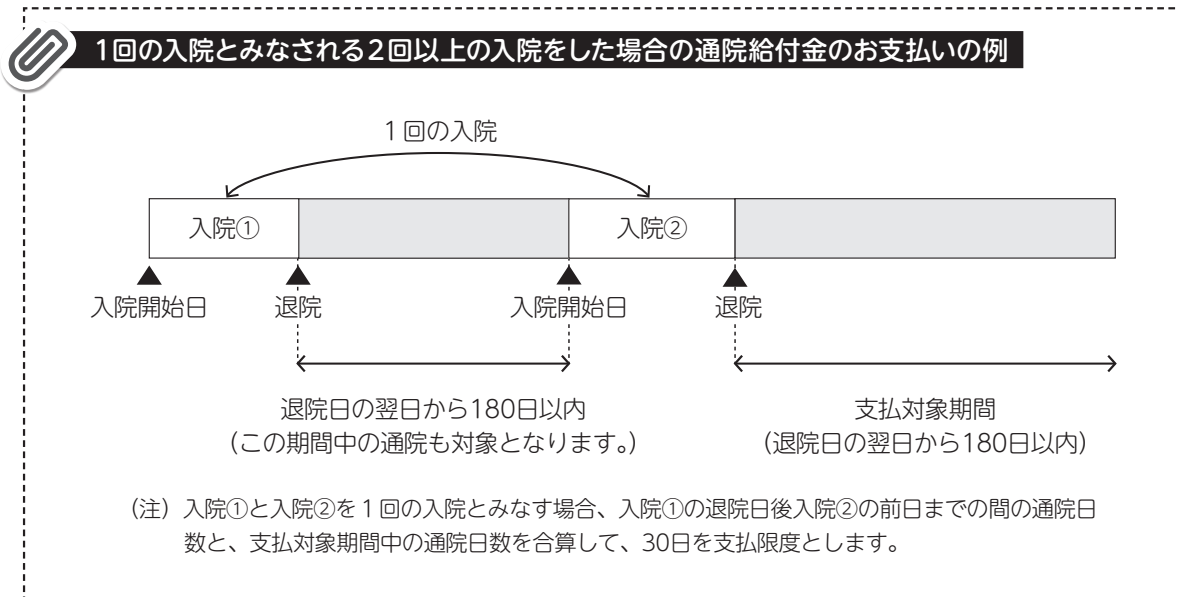 1回の入院とみなされる2回以上の入院をした場合の通院給付金のお支払いの例
1回の入院
入院①
入院②
入院開始日
退院
入院開始日
退院
退院日の翌日から180日以内
（この期間中の通院も対象となります。）
支払対象期間
（退院日の翌日から180日以内）
（注）入院①と入院②を1回の入院とみなす場合、入院①の退院日後入院②の前日までの間の通院日
数と、支払対象期間中の通院日数を合算して、30日を支払限度とします。